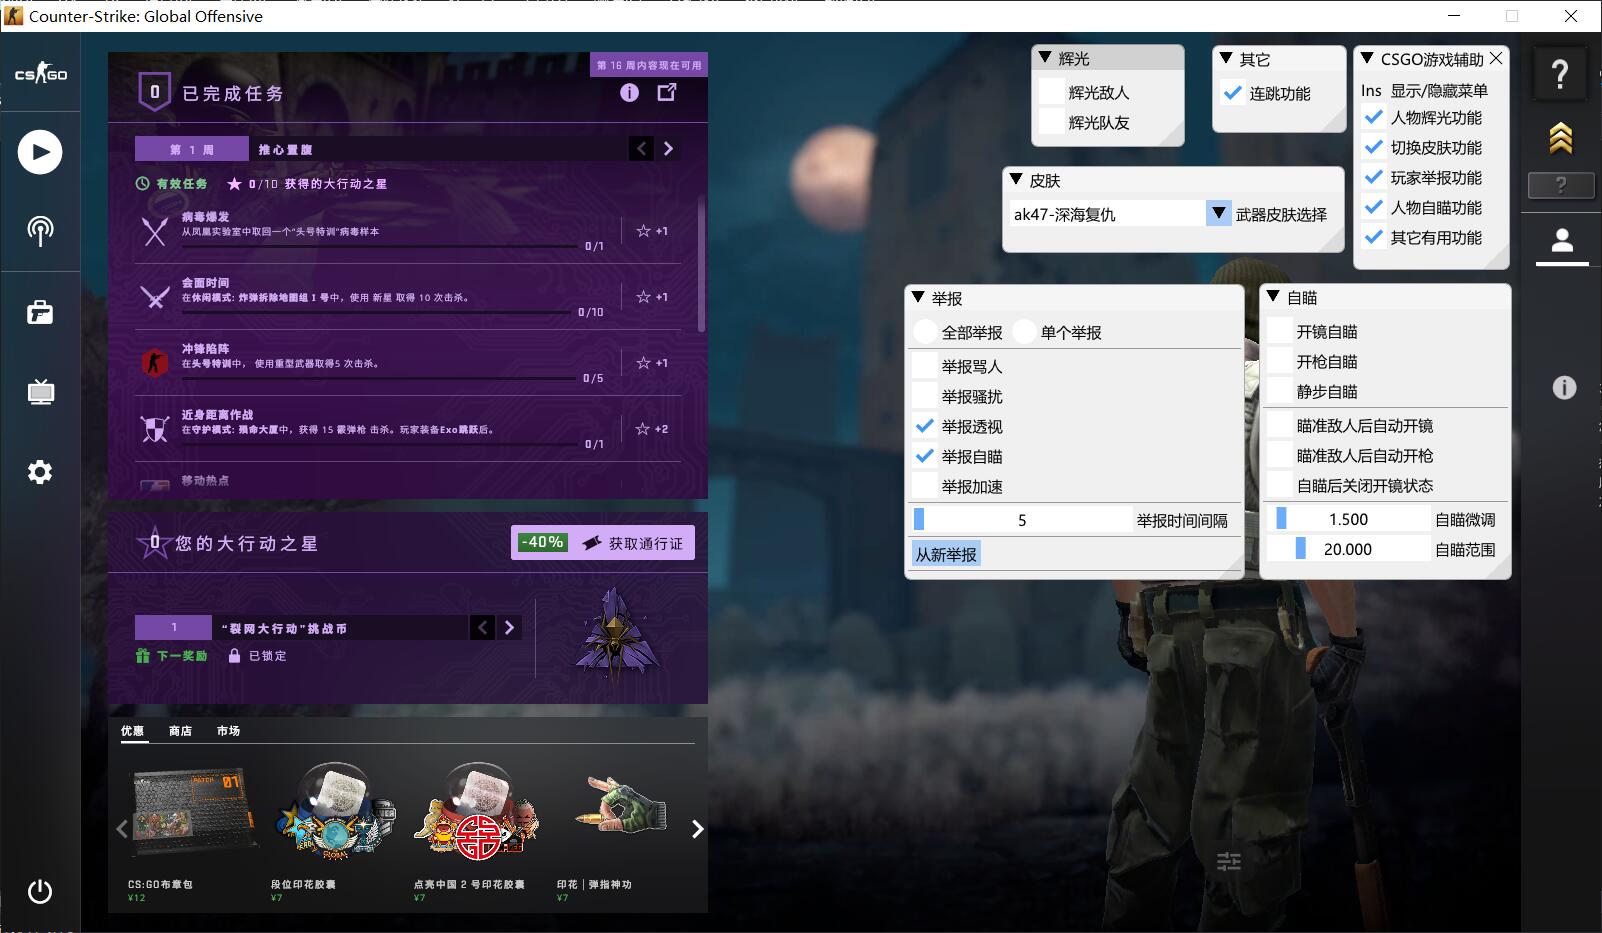 Counter-Strike: Global Offensive
CS:GO
第 16 周内容现在可用
0 已完成任务
第 1 周 推心置腹
有效任务 0/10 获得的大行动之星
病毒爆发
从凤凰实验室中取回一个“头号特训”病毒样本
+1
0/1
会面时间
在休闲模式: 炸弹拆除地图组 I 号中，使用 新星 取得 10 次击杀。
+1
0/10
冲锋陷阵
在头号特训中， 使用重型武器取得5 次击杀。
+1
0/5
近身距离作战
在守护模式: 殒命大厦中，获得 15 霰弹枪 击杀。玩家装备Exo跳跃后。
+2
0/1
移动热点
0 您的大行动之星
-40% 获取通行证
1 “裂网大行动”挑战币
下一奖励 已锁定
优惠 商店 市场
PATCH 01
GLOBAL
CS:GO布章包
¥12
段位印花胶囊
¥7
点亮中国 2 号印花胶囊
¥7
印花 | 弹指神功
¥7
辉光
辉光敌人
辉光队友
其它
连跳功能
CSGO游戏辅助
Ins 显示/隐藏菜单
人物辉光功能
切换皮肤功能
玩家举报功能
人物自瞄功能
其它有用功能
皮肤
ak47-深海复仇 武器皮肤选择
举报
全部举报 单个举报
举报骂人
举报骚扰
举报透视
举报自瞄
举报加速
5 举报时间间隔
从新举报
自瞄
开镜自瞄
开枪自瞄
静步自瞄
瞄准敌人后自动开镜
瞄准敌人后自动开枪
自瞄后关闭开镜状态
1.500 自瞄微调
20.000 自瞄范围
?
?